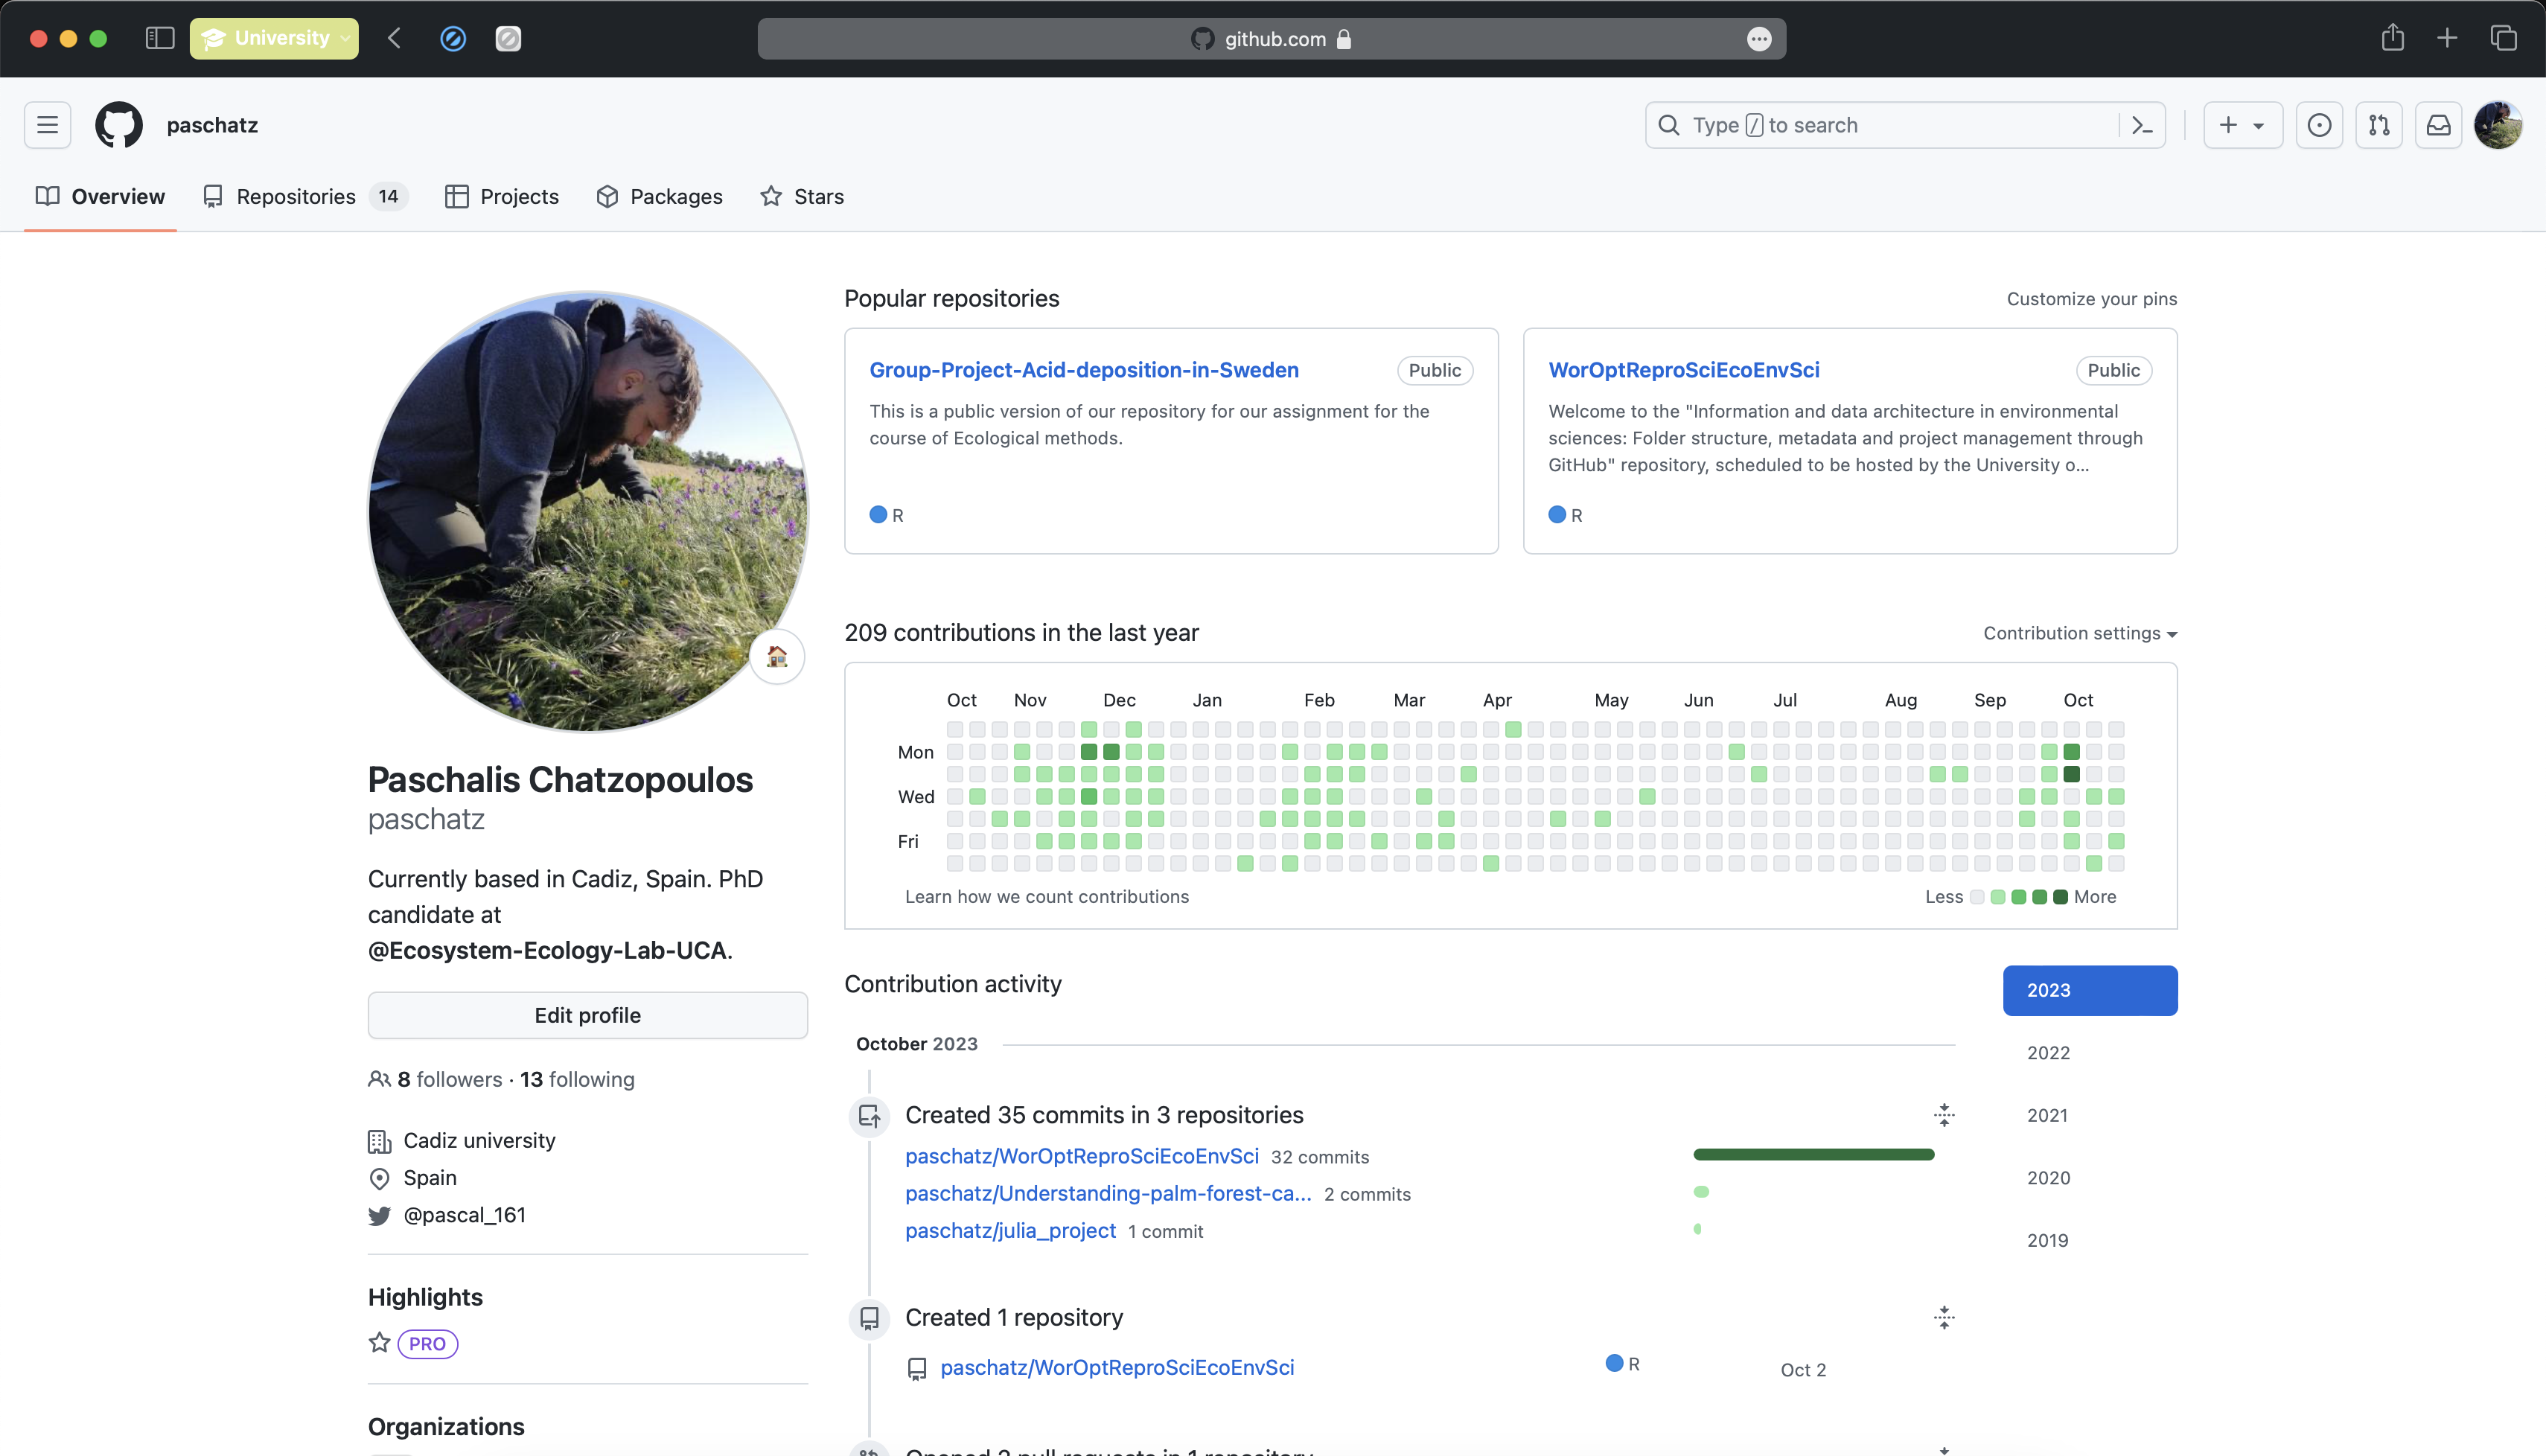 University
github.com
paschatz
Type / to search
Overview
Repositories 14
Projects
Packages
Stars
Paschalis Chatzopoulos
paschatz
Currently based in Cadiz, Spain. PhD
candidate at
@Ecosystem-Ecology-Lab-UCA.
Edit profile
8 followers · 13 following
Cadiz university
Spain
@pascal_161
Highlights
PRO
Organizations
Popular repositories
Customize your pins
Group-Project-Acid-deposition-in-Sweden Public
This is a public version of our repository for our assignment for the
course of Ecological methods.
R
WorOptReproSciEcoEnvSci Public
Welcome to the "Information and data architecture in environmental
sciences: Folder structure, metadata and project management through
GitHub" repository, scheduled to be hosted by the University o...
R
209 contributions in the last year
Contribution settings
Oct Nov Dec Jan Feb Mar Apr May Jun Jul Aug Sep Oct
Mon
Wed
Fri
Learn how we count contributions
Less More
Contribution activity
2023
2022
2021
2020
2019
October 2023
Created 35 commits in 3 repositories
paschatz/WorOptReproSciEcoEnvSci 32 commits
paschatz/Understanding-palm-forest-ca... 2 commits
paschatz/julia_project 1 commit
Created 1 repository
paschatz/WorOptReproSciEcoEnvSci R Oct 2
Opened 2 pull requests in 1 repository